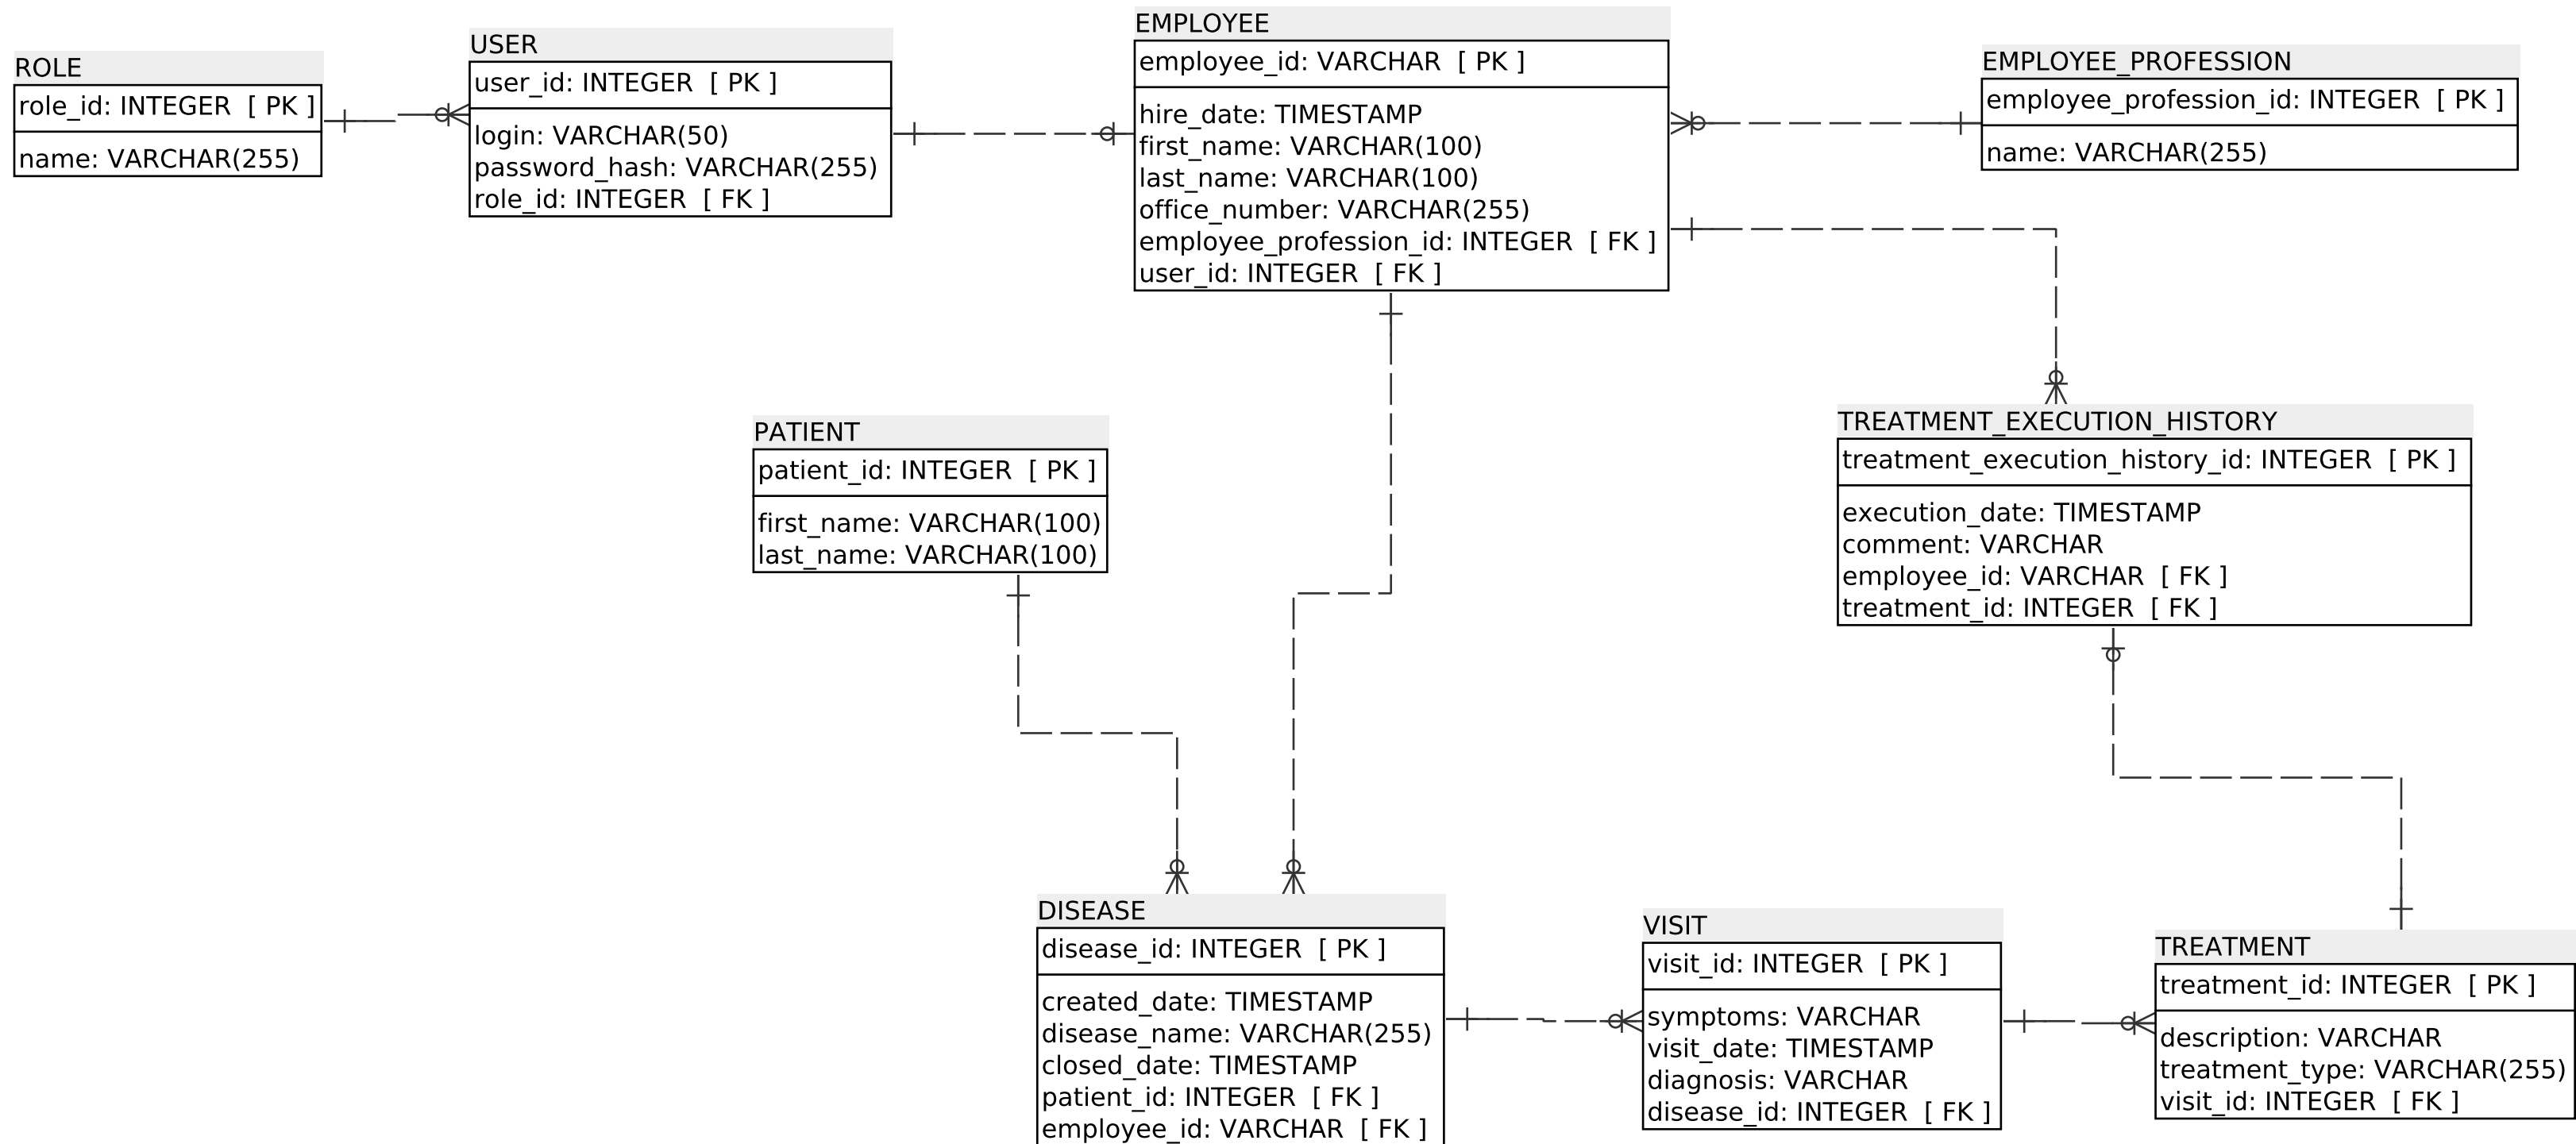 ROLE
role_id: INTEGER [ PK ]
name: VARCHAR(255)
USER
user_id: INTEGER [ PK ]
login: VARCHAR(50)
password_hash: VARCHAR(255)
role_id: INTEGER [ FK ]
EMPLOYEE
employee_id: VARCHAR [ PK ]
hire_date: TIMESTAMP
first_name: VARCHAR(100)
last_name: VARCHAR(100)
office_number: VARCHAR(255)
employee_profession_id: INTEGER [ FK ]
user_id: INTEGER [ FK ]
EMPLOYEE_PROFESSION
employee_profession_id: INTEGER [ PK ]
name: VARCHAR(255)
PATIENT
patient_id: INTEGER [ PK ]
first_name: VARCHAR(100)
last_name: VARCHAR(100)
TREATMENT_EXECUTION_HISTORY
treatment_execution_history_id: INTEGER [ PK ]
execution_date: TIMESTAMP
comment: VARCHAR
employee_id: VARCHAR [ FK ]
treatment_id: INTEGER [ FK ]
DISEASE
disease_id: INTEGER [ PK ]
created_date: TIMESTAMP
disease_name: VARCHAR(255)
closed_date: TIMESTAMP
patient_id: INTEGER [ FK ]
employee_id: VARCHAR [ FK ]
VISIT
visit_id: INTEGER [ PK ]
symptoms: VARCHAR
visit_date: TIMESTAMP
diagnosis: VARCHAR
disease_id: INTEGER [ FK ]
TREATMENT
treatment_id: INTEGER [ PK ]
description: VARCHAR
treatment_type: VARCHAR(255)
visit_id: INTEGER [ FK ]